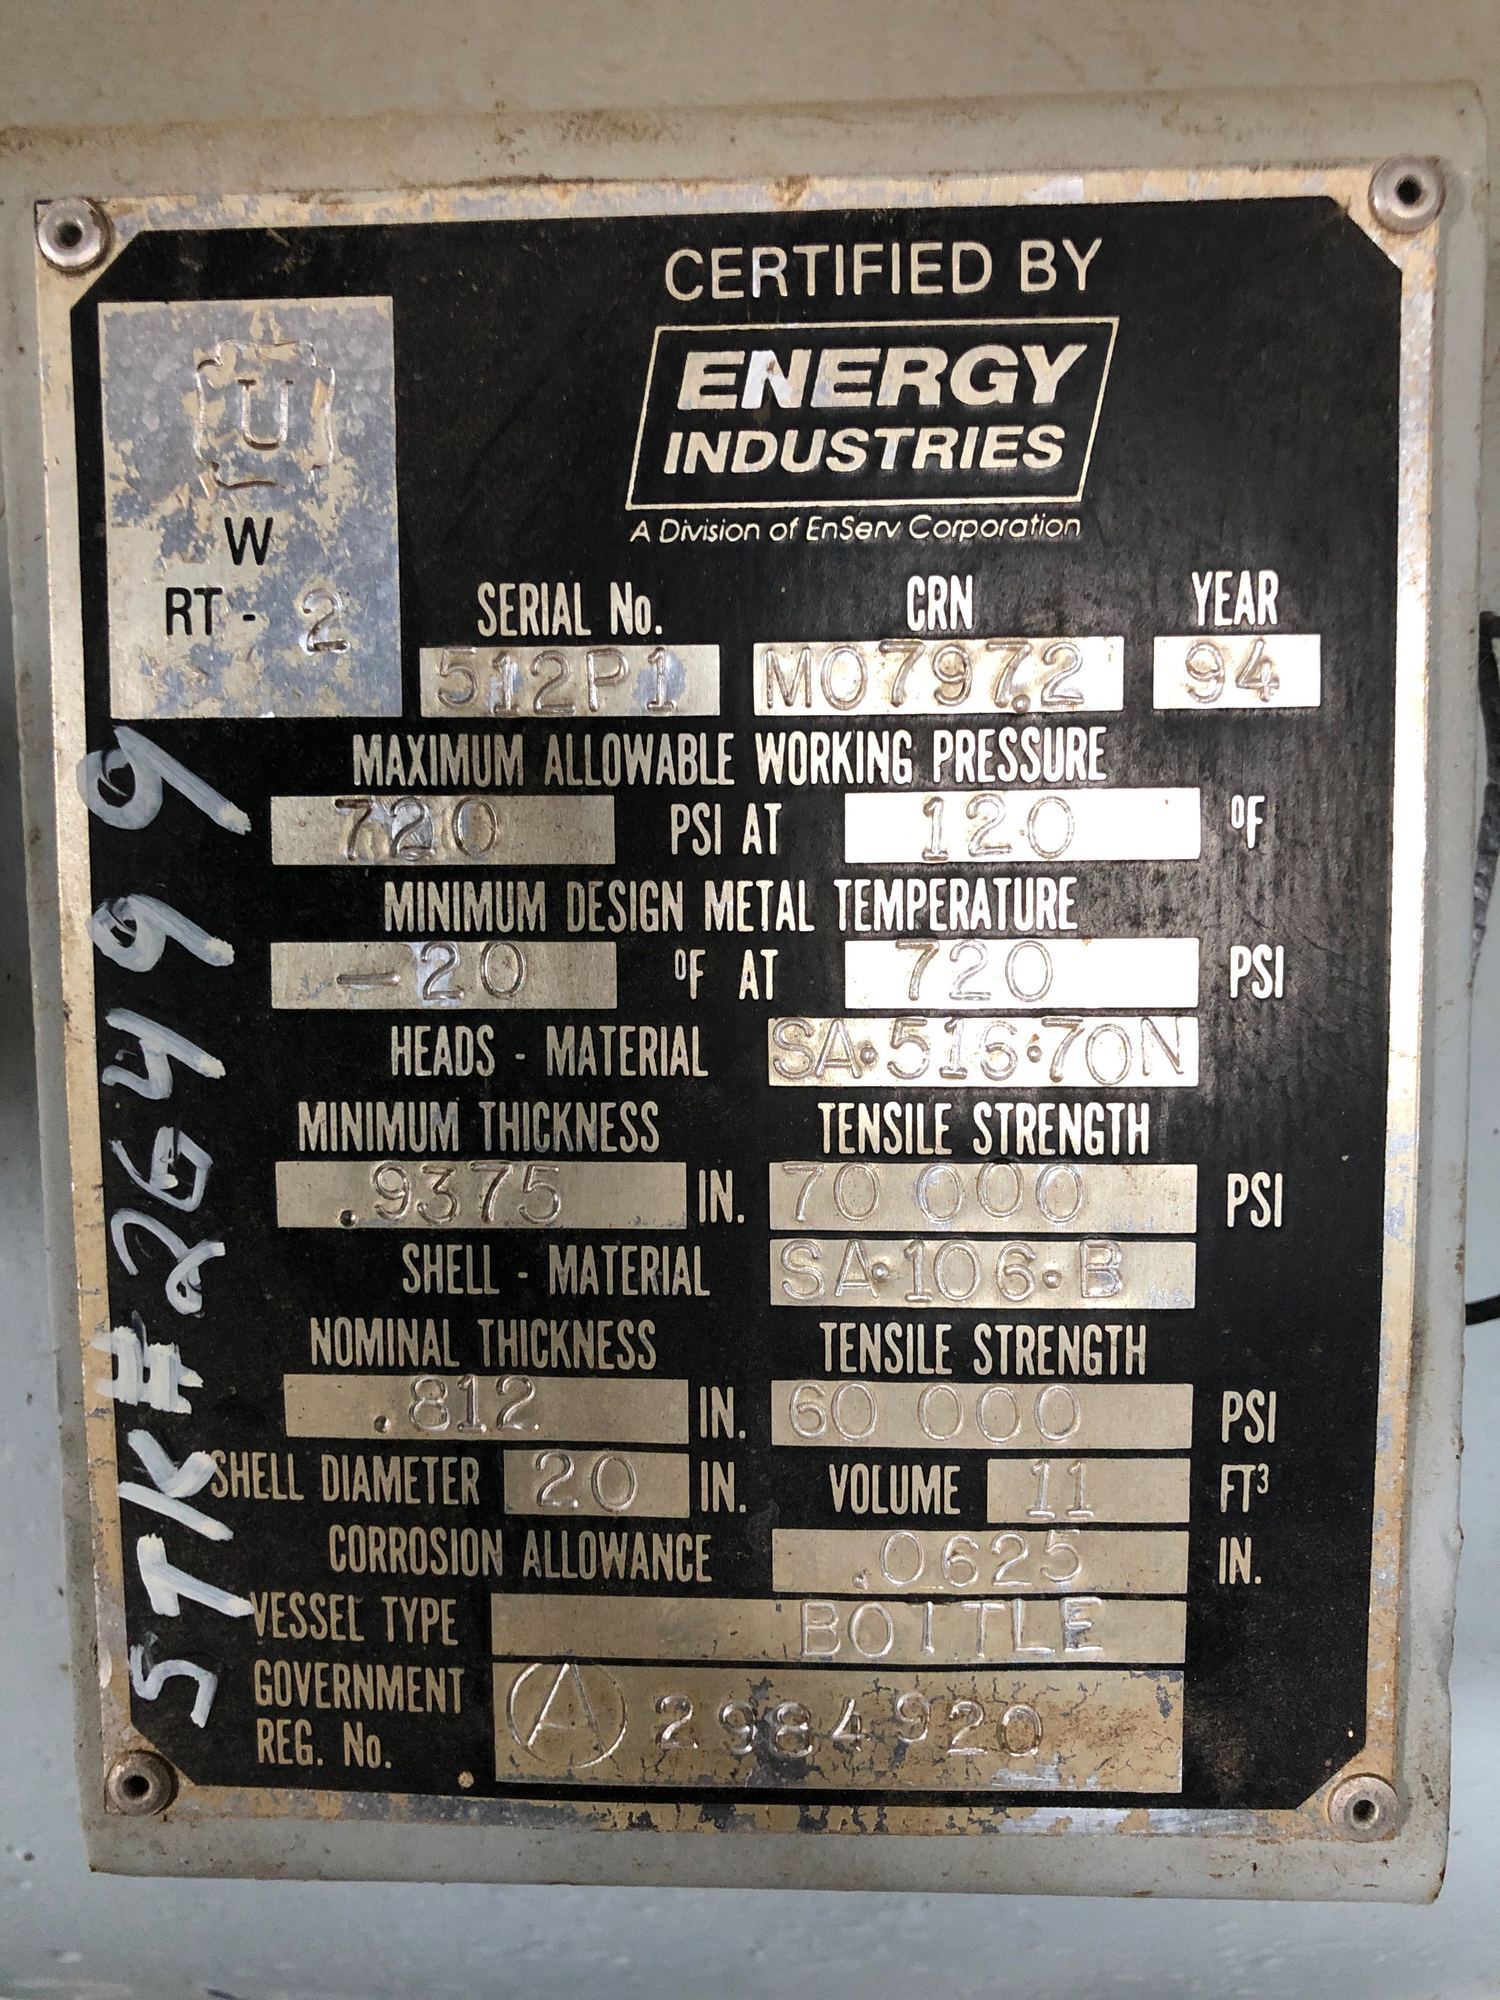 CERTIFIED BY
ENERGY
INDUSTRIES
A Division of EnServ Corporation
U
W
RT - 2
SERIAL No. CRN YEAR
512P1 M0797.2 94
MAXIMUM ALLOWABLE WORKING PRESSURE
720 PSI AT 120 ºF
MINIMUM DESIGN METAL TEMPERATURE
-20 ºF AT 720 PSI
HEADS - MATERIAL SA·516·70N
MINIMUM THICKNESS TENSILE STRENGTH
.9375 IN. 70 000 PSI
SHELL - MATERIAL SA·106·B
NOMINAL THICKNESS TENSILE STRENGTH
.812 IN. 60 000 PSI
SHELL DIAMETER 20 IN. VOLUME 11 FT³
CORROSION ALLOWANCE .0625 IN.
VESSEL TYPE BOTTLE
GOVERNMENT
REG. No. A 2984920
STK#26499